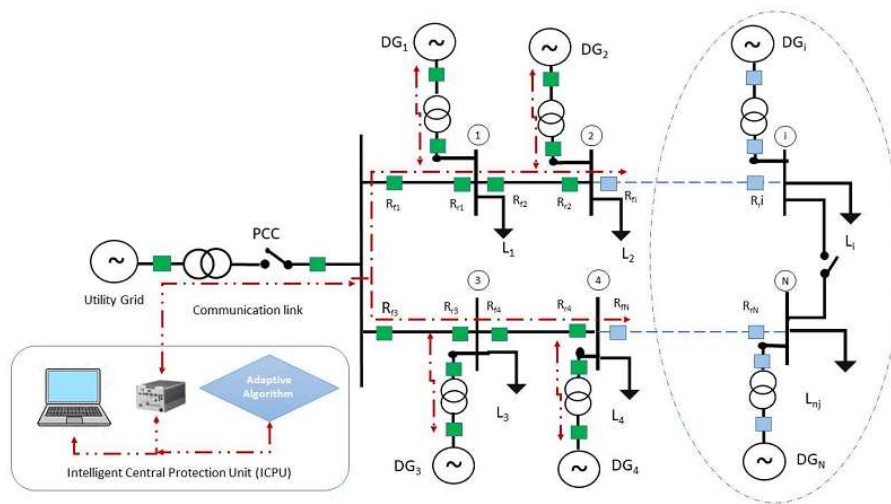 DG1
DG2
DGi
1
2
i
Rf1
Rr1
Rf2
Rr2
Rfi
Rri
L1
L2
Li
PCC
Utility Grid
Communication link
3
4
N
Rf3
Rr3
Rf4
Rr4
RfN
RrN
Adaptive
Algorithm
L3
L4
Lnj
Intelligent Central Protection Unit (ICPU)
DG3
DG4
DGN